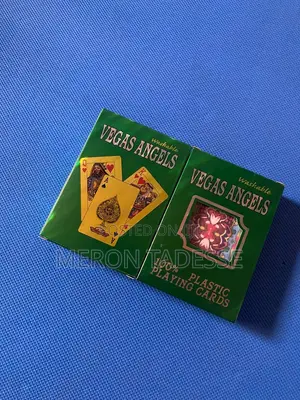 washable
VEGAS ANGELS
A
washable
VEGAS ANGELS
100% PLASTIC
PLAYING CARDS
MERON TADESSE